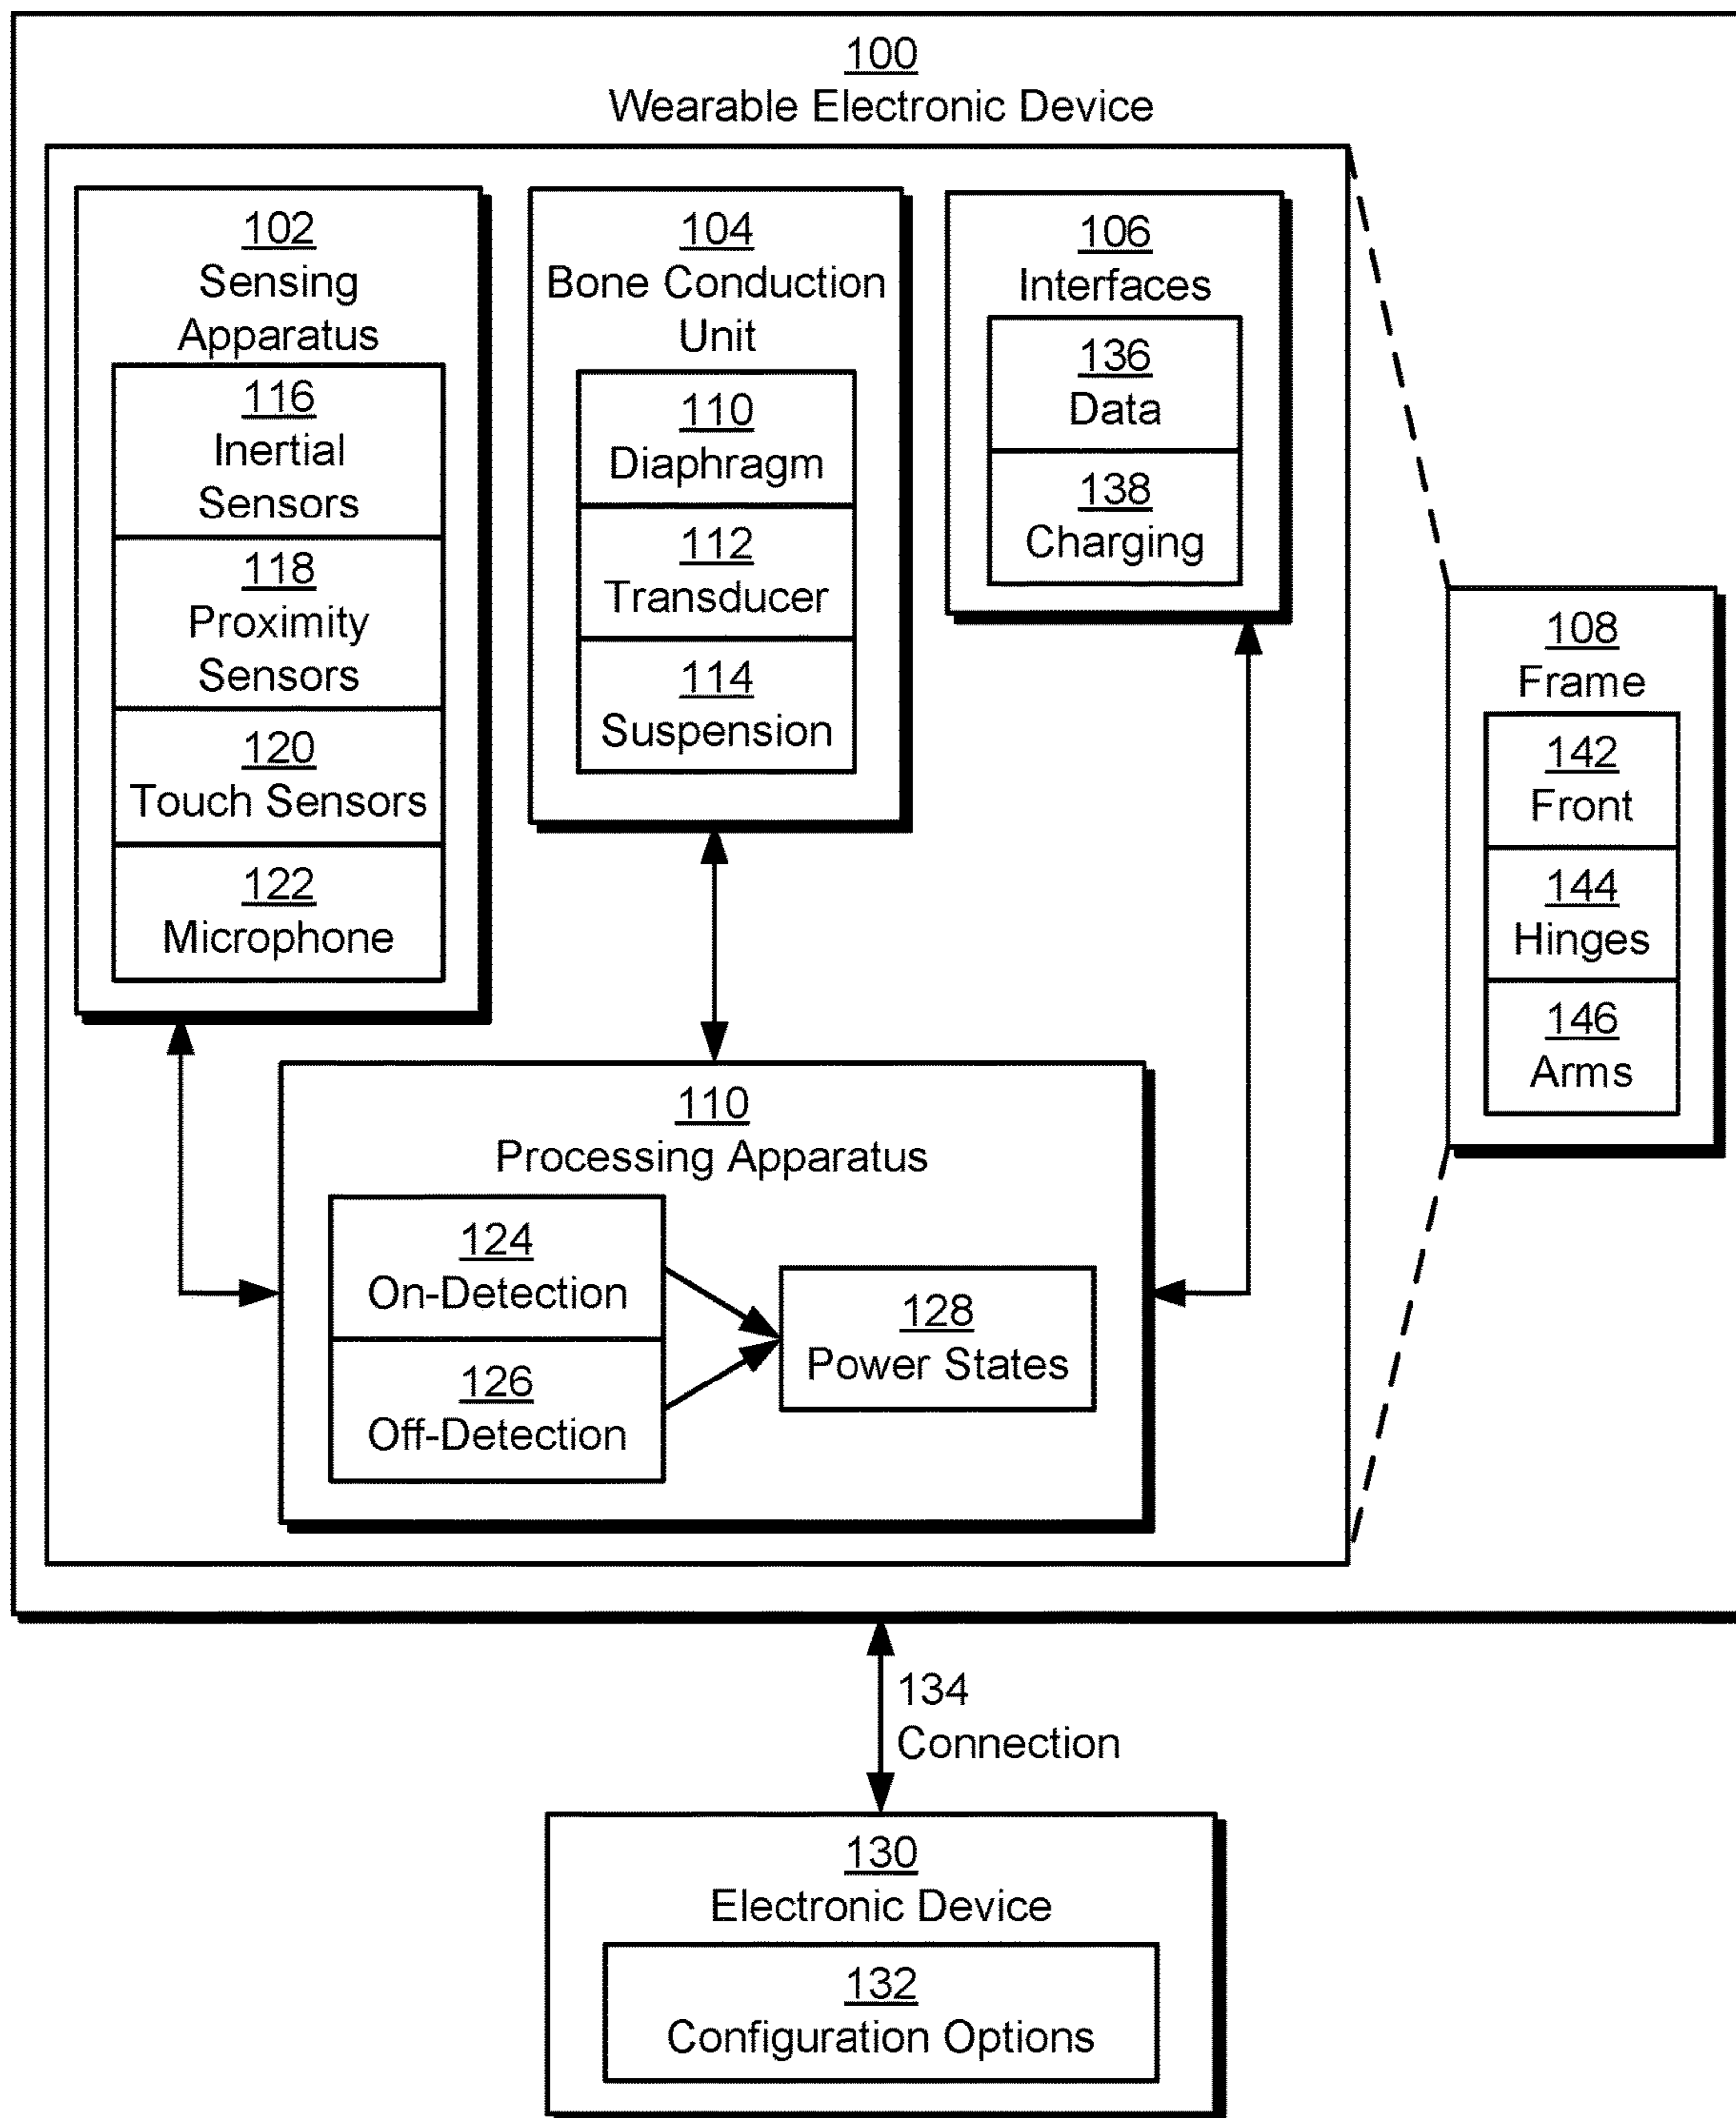 100
Wearable Electronic Device
102
Sensing
Apparatus
116
Inertial
Sensors
118
Proximity
Sensors
120
Touch Sensors
122
Microphone
104
Bone Conduction
Unit
110
Diaphragm
112
Transducer
114
Suspension
106
Interfaces
136
Data
138
Charging
108
Frame
142
Front
144
Hinges
146
Arms
110
Processing Apparatus
124
On-Detection
126
Off-Detection
128
Power States
134
Connection
130
Electronic Device
132
Configuration Options